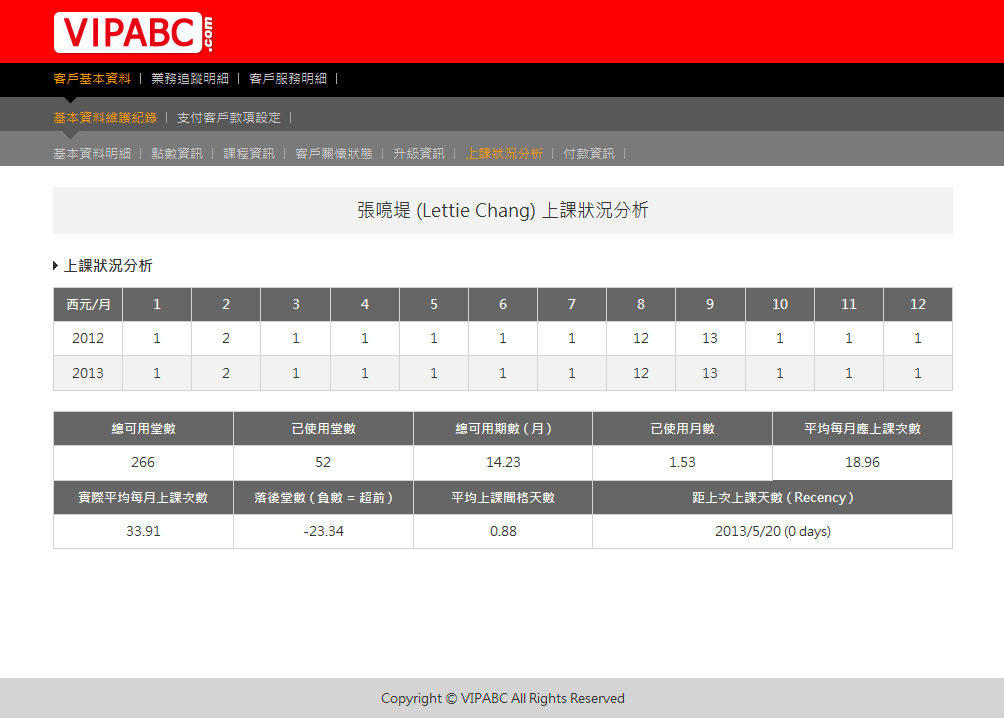 VIPABC.com
客戶基本資料 | 業務追蹤明細 | 客戶服務明細 |
基本資料維護紀錄 | 支付客戶款項設定 |
基本資料明細 | 點數資訊 | 課程資訊 | 客戶關懷狀態 | 升級資訊 | 上課狀況分析 | 付款資訊 |
張喨堤 (Lettie Chang) 上課狀況分析
上課狀況分析
西元/月 1 2 3 4 5 6 7 8 9 10 11 12
2012 1 2 1 1 1 1 1 12 13 1 1 1
2013 1 2 1 1 1 1 1 12 13 1 1 1
總可用堂數 已使用堂數 總可用期數 ( 月 ) 已使用月數 平均每月應上課次數
266 52 14.23 1.53 18.96
實際平均每月上課次數 落後堂數 ( 負數 = 超前 ) 平均上課間格天數 距上次上課天數 ( Recency )
33.91 -23.34 0.88 2013/5/20 (0 days)
Copyright © VIPABC All Rights Reserved